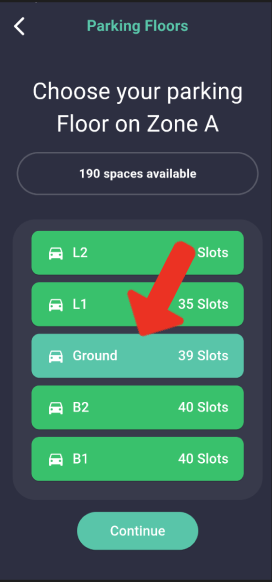 Parking Floors
Choose your parking
Floor on Zone A
190 spaces available
L2 Slots
L1 35 Slots
Ground 39 Slots
B2 40 Slots
B1 40 Slots
Continue